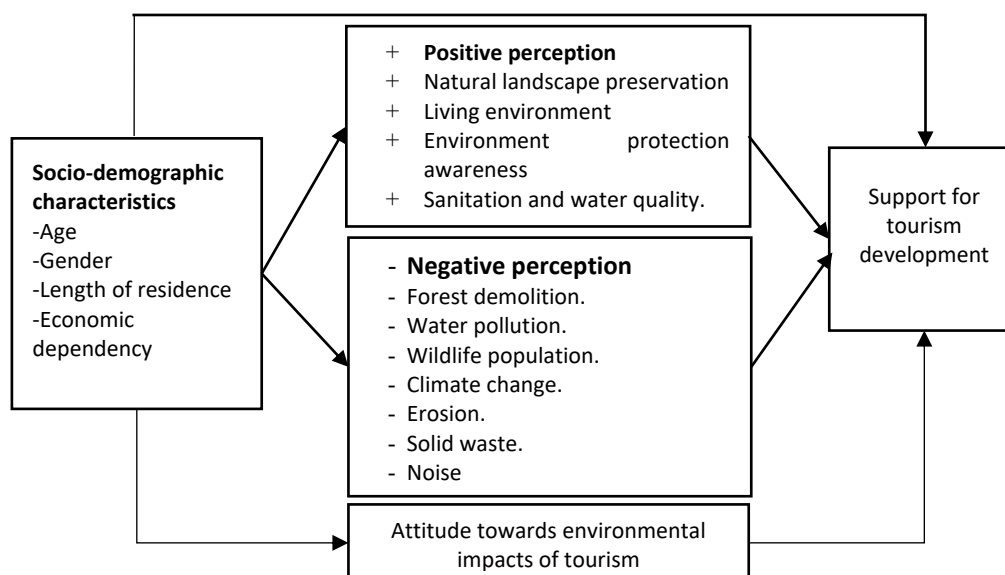 Socio-demographic
characteristics
-Age
-Gender
-Length of residence
-Economic
dependency
+ Positive perception
+ Natural landscape preservation
+ Living environment
+ Environment protection
awareness
+ Sanitation and water quality.
- Negative perception
- Forest demolition.
- Water pollution.
- Wildlife population.
- Climate change.
- Erosion.
- Solid waste.
- Noise
Attitude towards environmental
impacts of tourism
Support for
tourism
development